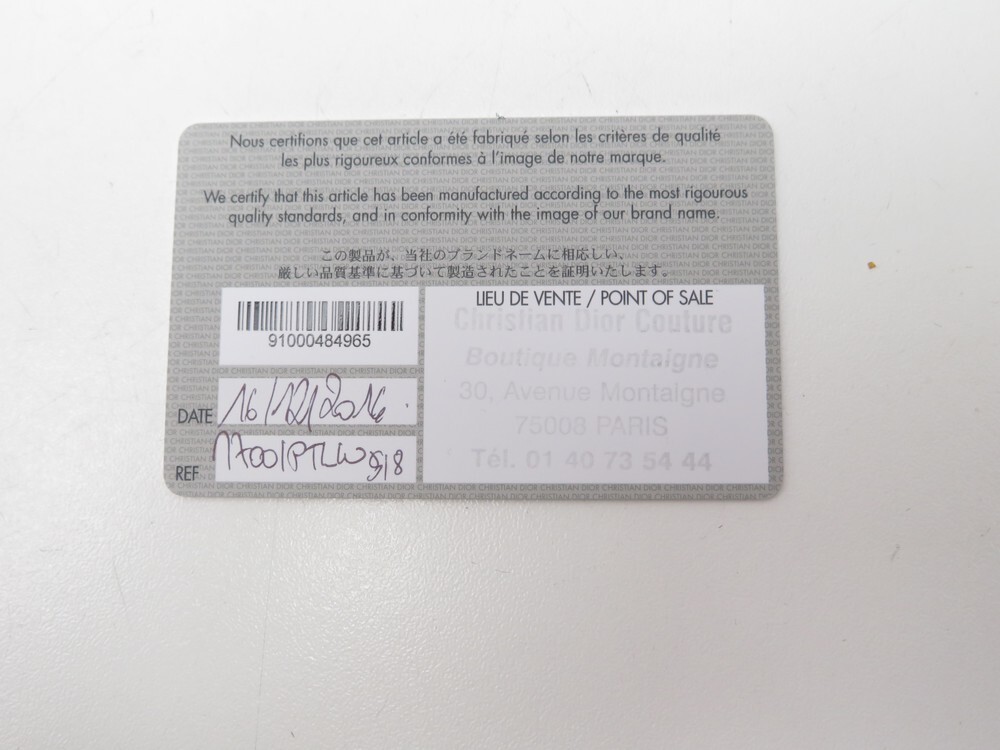 Nous certifions que cet article a été fabriqué selon les critères de qualité
les plus rigoureux conformes à l'image de notre marque.
We certify that this article has been manufactured according to the most rigourous
quality standards, and in conformity with the image of our brand name.
この製品が、当社のブランドネームに相応しい、
厳しい品質基準に基づいて製造されたことを証明いたします。
91000484965
DATE 16/12/2016
REF
LIEU DE VENTE / POINT OF SALE
Christian Dior Couture
Boutique Montaigne
30, Avenue Montaigne
75008 PARIS
Tél. 01 40 73 54 44